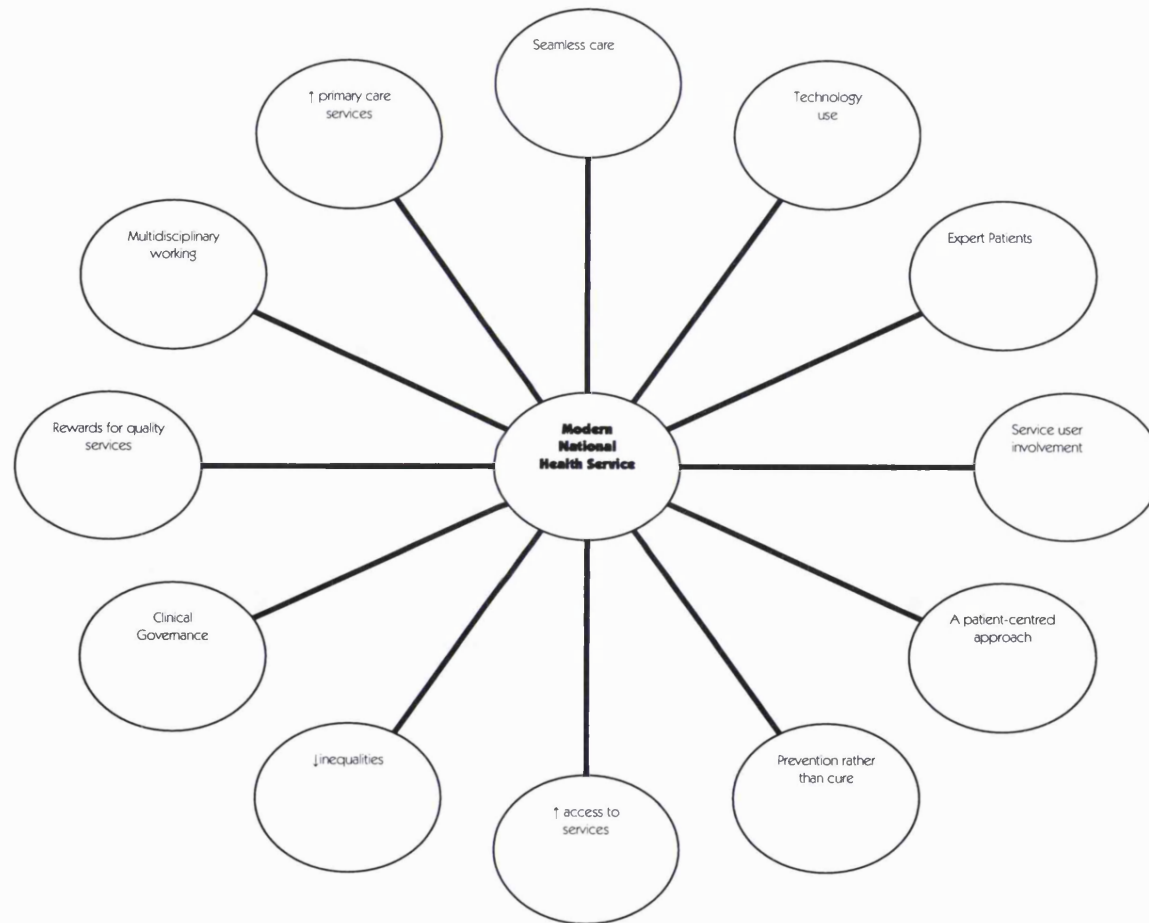 Seamless care
↑ primary care
services
Technology
use
Multidisciplinary
working
Expert Patients
Rewards for quality
services
Modern
National
Health Service
Service user
involvement
Clinical
Governance
A patient-centred
approach
↓inequalities
Prevention rather
than cure
↑ access to
services